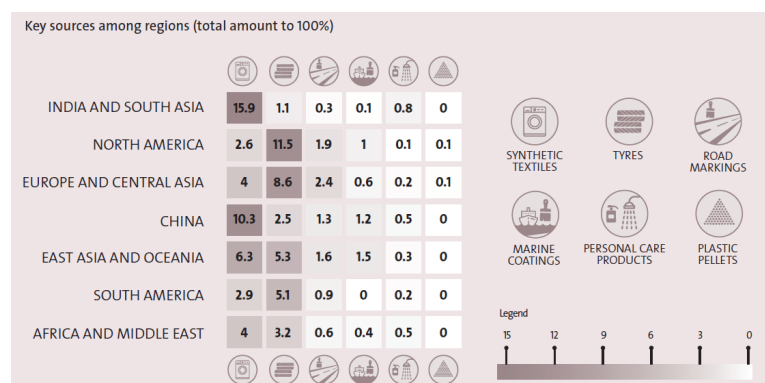 Key sources among regions (total amount to 100%)
INDIA AND SOUTH ASIA 15.9 1.1 0.3 0.1 0.8 0
NORTH AMERICA 2.6 11.5 1.9 1 0.1 0.1
EUROPE AND CENTRAL ASIA 4 8.6 2.4 0.6 0.2 0.1
CHINA 10.3 2.5 1.3 1.2 0.5 0
EAST ASIA AND OCEANIA 6.3 5.3 1.6 1.5 0.3 0
SOUTH AMERICA 2.9 5.1 0.9 0 0.2 0
AFRICA AND MIDDLE EAST 4 3.2 0.6 0.4 0.5 0
SYNTHETIC
TEXTILES
TYRES
ROAD
MARKINGS
MARINE
COATINGS
PERSONAL CARE
PRODUCTS
PLASTIC
PELLETS
Legend
15 12 9 6 3 0